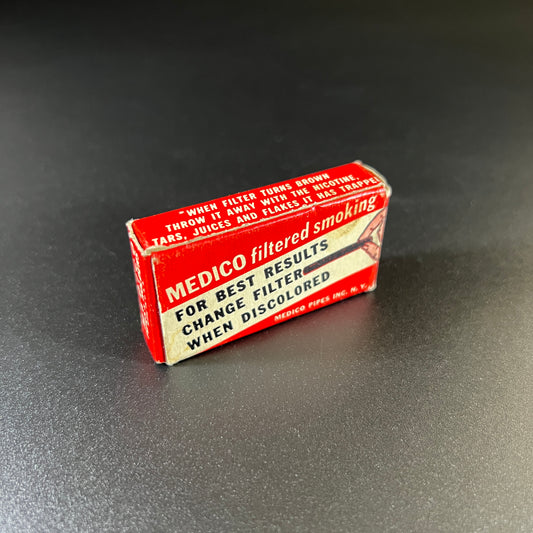 "WHEN FILTER TURNS BROWN
THROW IT AWAY WITH THE NICOTINE,
TARS, JUICES AND FLAKES IT HAS TRAPPED
MEDICO filtered smoking
FOR BEST RESULTS
CHANGE FILTER
WHEN DISCOLORED
MEDICO PIPES INC. N. Y.